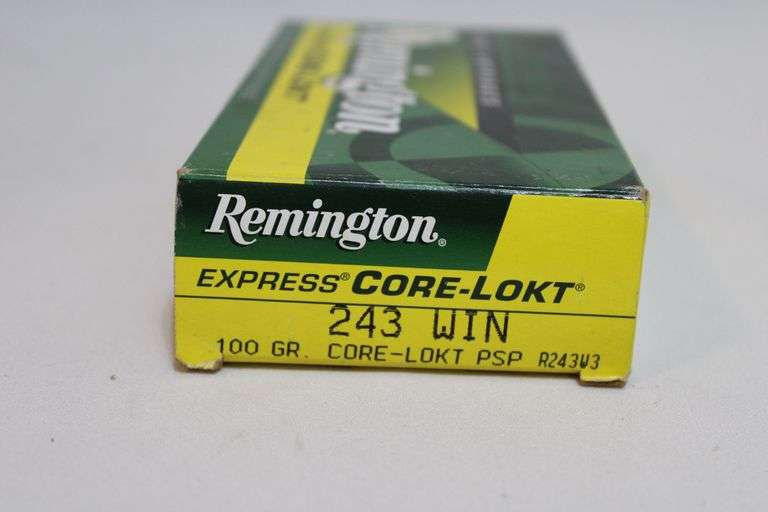 Remington®
EXPRESS® CORE-LOKT®
243 WIN
100 GR. CORE-LOKT PSP R243W3